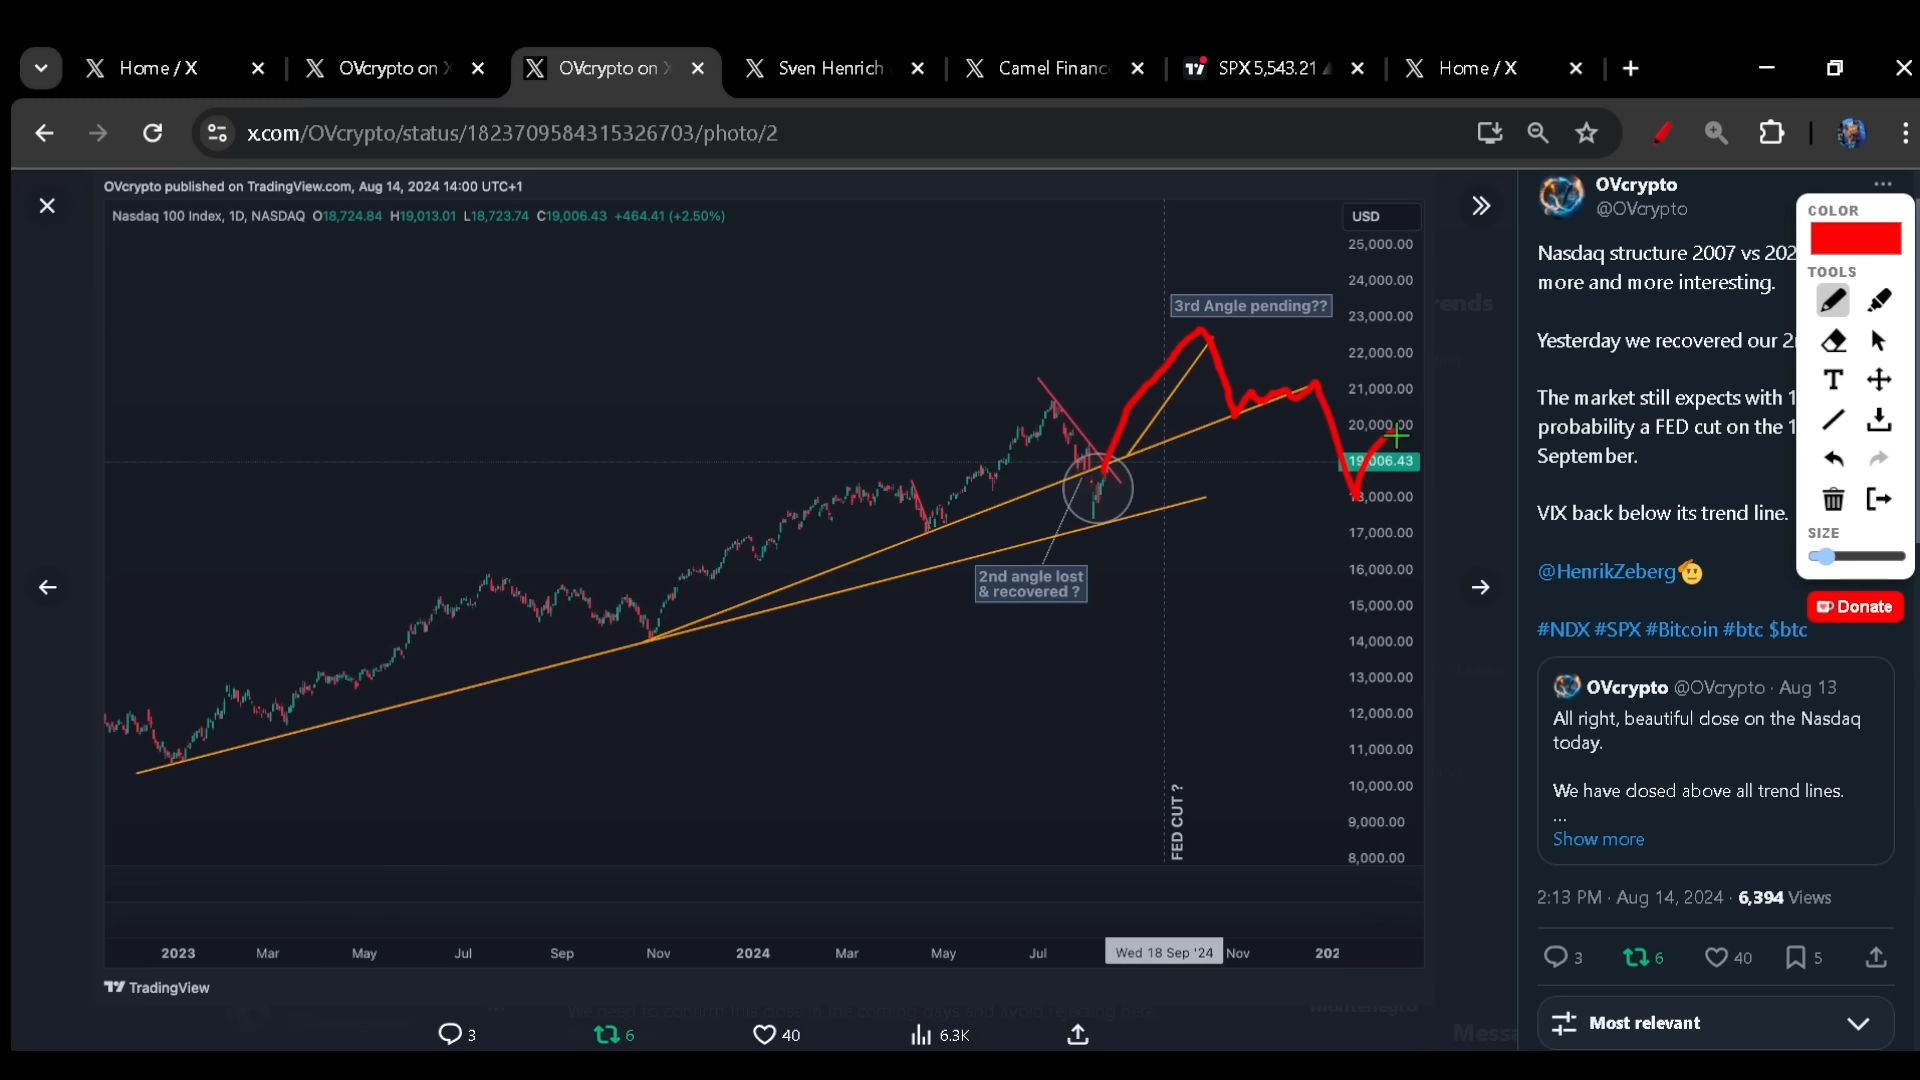 Home / X
OVcrypto on X
OVcrypto on X
Sven Henrich
Camel Financ
SPX 5,543.21
Home / X
x.com/OVcrypto/status/1823709584315326703/photo/2
OVcrypto published on TradingView.com, Aug 14, 2024 14:00 UTC+1
Nasdaq 100 Index, 1D, NASDAQ O18,724.84 H19,013.01 L18,723.74 C19,006.43 +464.41 (+2.50%)
USD
25,000.00
24,000.00
23,000.00
22,000.00
21,000.00
20,000.00
19,006.43
18,000.00
17,000.00
16,000.00
15,000.00
14,000.00
13,000.00
12,000.00
11,000.00
10,000.00
9,000.00
8,000.00
3rd Angle pending??
2nd angle lost
& recovered ?
FED CUT ?
2023 Mar May Jul Sep Nov 2024 Mar May Jul Wed 18 Sep '24 Nov 202
TradingView
3 6 40 6.3K
OVcrypto
@OVcrypto
Nasdaq structure 2007 vs 202
more and more interesting.
Yesterday we recovered our 2
The market still expects with 1
probability a FED cut on the 1
September.
VIX back below its trend line.
@HenrikZeberg
#NDX #SPX #Bitcoin #btc $btc
OVcrypto @OVcrypto · Aug 13
All right, beautiful close on the Nasdaq
today.
We have closed above all trend lines.
...
Show more
2:13 PM · Aug 14, 2024 · 6,394 Views
3 6 40 5
Most relevant
COLOR
TOOLS
T
SIZE
Donate